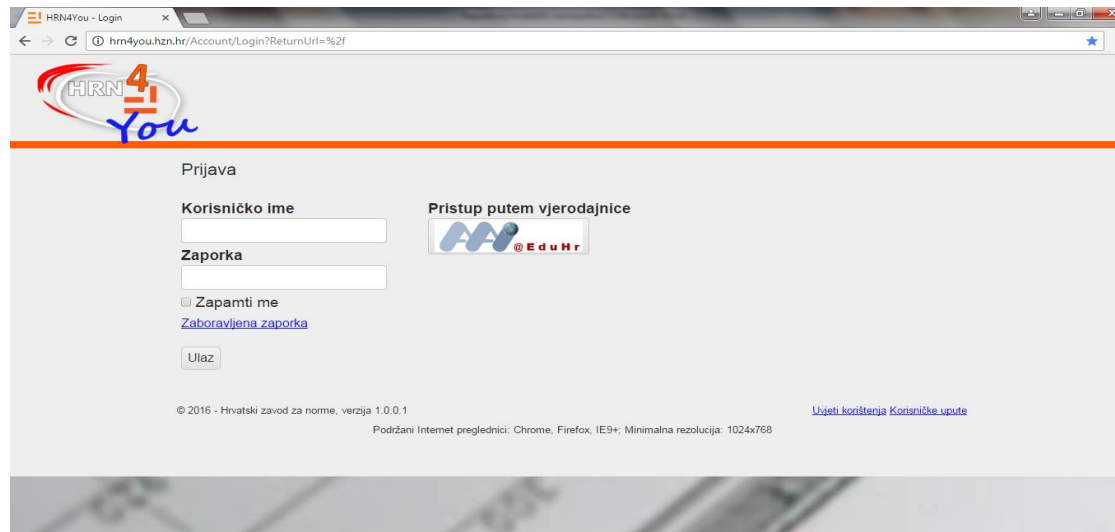 HRN4You - Login
hrn4you.hzn.hr/Account/Login?ReturnUrl=%2f
HRN4
You
Prijava
Korisničko ime
Pristup putem vjerodajnice
AAI@EduHr
Zaporka
Zapamti me
Zaboravljena zaporka
Ulaz
© 2016 - Hrvatski zavod za norme, verzija 1.0.0.1
Uvjeti korištenja Korisničke upute
Podržani Internet preglednici: Chrome, Firefox, IE9+; Minimalna rezolucija: 1024x768